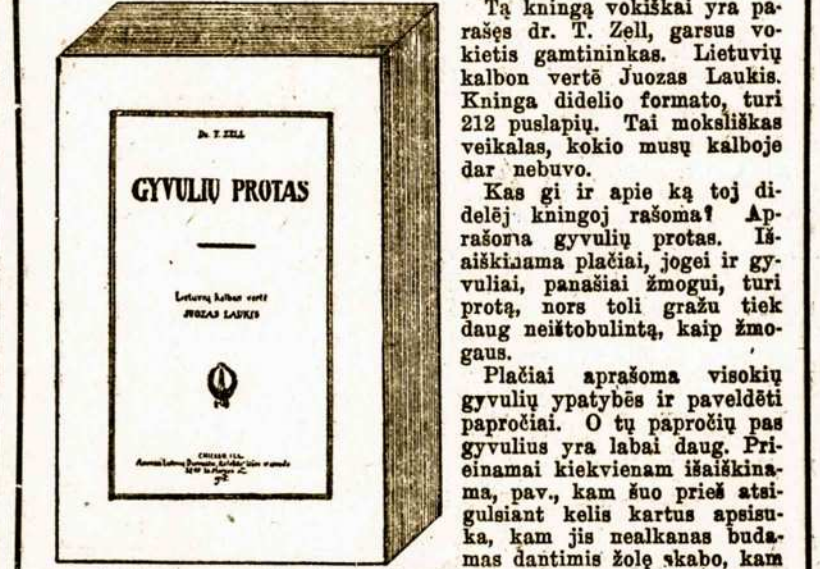 Dr. T. ZELL
GYVULIŲ PROTAS
Lietuvių kalbon vertė
JUOZAS LAUKIS
CHICAGO ILL.
Tą kningą vokiškai yra pa-
rašęs dr. T. Zell, garsus vo-
kietis gamtininkas. Lietuvių
kalbon vertė Juozas Laukis.
Kninga didelio formato, turi
212 puslapių. Tai moksliškas
veikalas, kokio musų kalboje
dar nebuvo.
Kas gi ir apie ką toj di-
delėj kningoj rašoma? Ap-
rašoma gyvulių protas. Iš-
aiškinama plačiai, jogei ir gy-
vuliai, panašiai žmogui, turi
protą, nors toli gražu tiek
daug neištobulintą, kaip žmo-
gaus.
Plačiai aprašoma visokių
gyvulių ypatybės ir paveldėti
papročiai. O tų papročių pas
gyvulius yra labai daug. Pri-
einamai kiekvienam išaiškina-
ma, pav., kam šuo prieš atsi-
gulsiant kelis kartus apsisu-
ka, kam jis nealkanas buda-
mas dantimis žolę skabo, kam